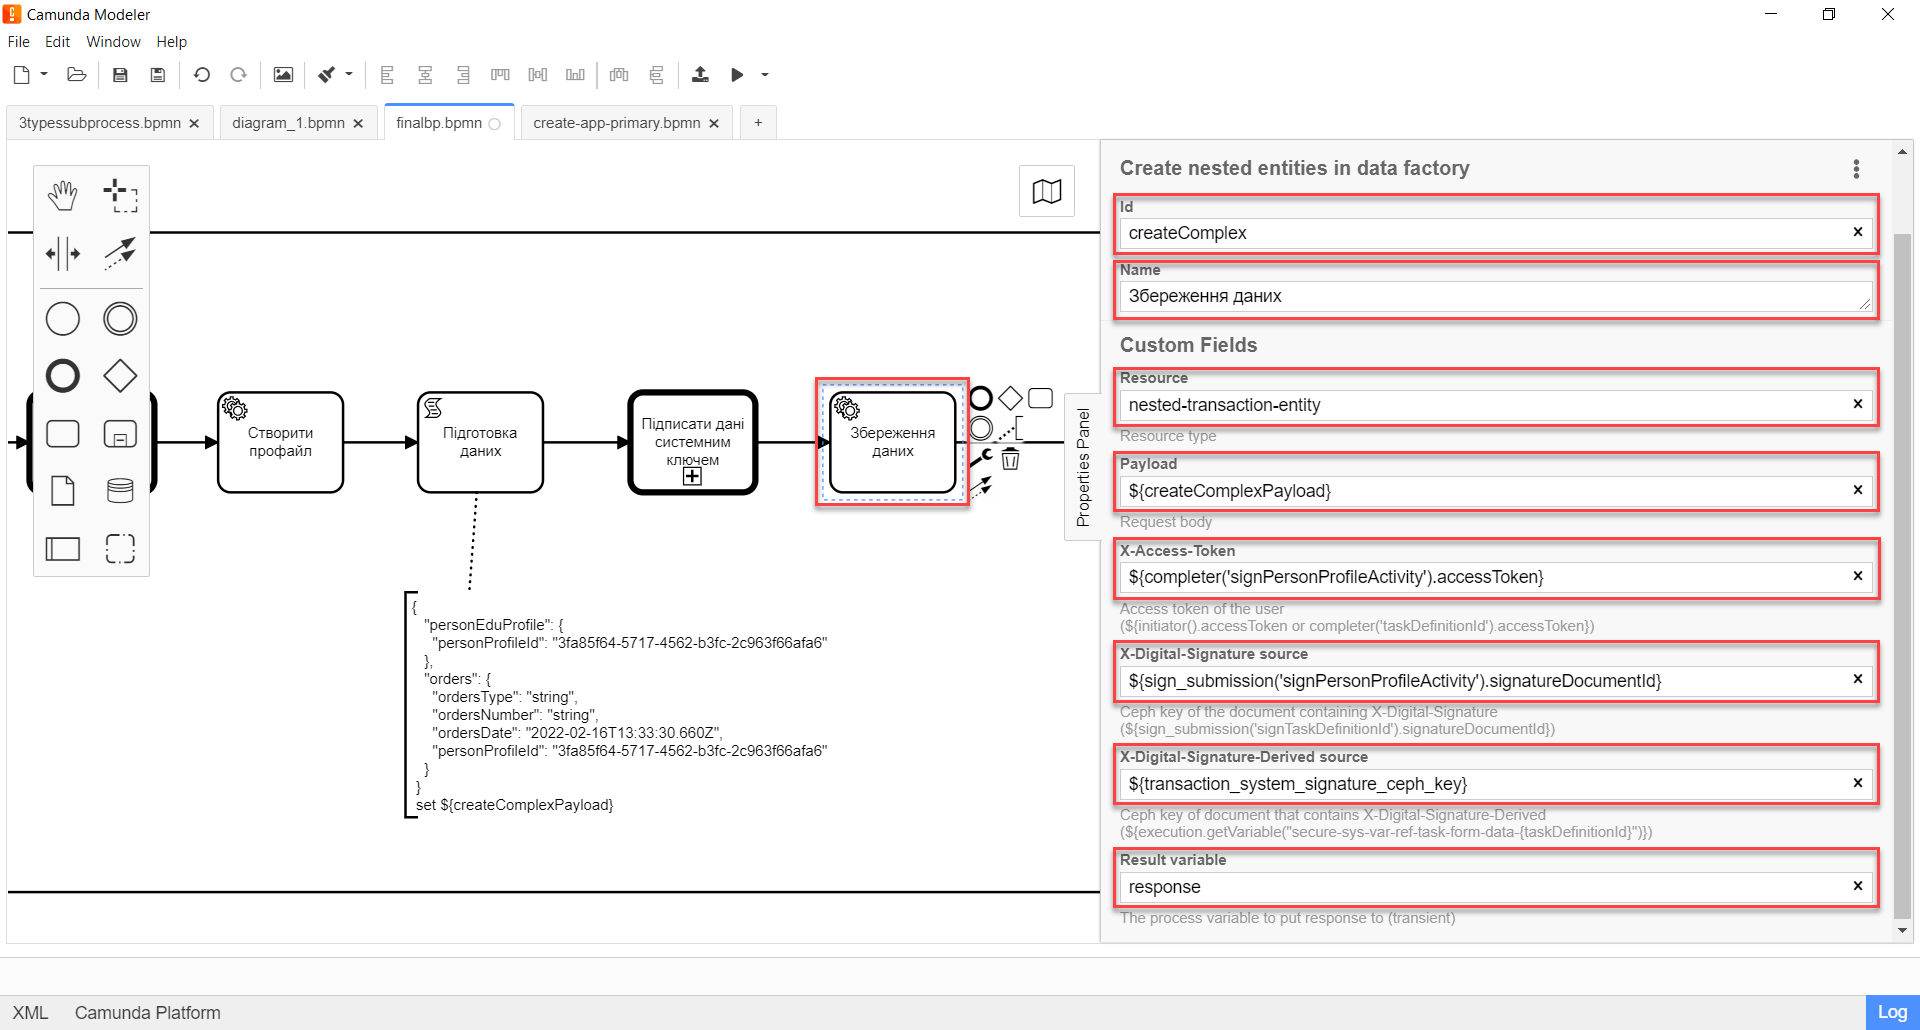 Camunda Modeler
File Edit Window Help
3typessubprocess.bpmn
diagram_1.bpmn
finalbp.bpmn
create-app-primary.bpmn
+
Створити
профайл
Підготовка
даних
Підписати дані
системним
ключем
Збереження
даних
{
"personEduProfile": {
"personProfileId": "3fa85f64-5717-4562-b3fc-2c963f66afa6"
},
"orders": {
"ordersType": "string",
"ordersNumber": "string",
"ordersDate": "2022-02-16T13:33:30.660Z",
"personProfileId": "3fa85f64-5717-4562-b3fc-2c963f66afa6"
}
}
set ${createComplexPayload}
Properties Panel
Create nested entities in data factory
Id
createComplex
Name
Збереження даних
Custom Fields
Resource
nested-transaction-entity
Resource type
Payload
${createComplexPayload}
Request body
X-Access-Token
${completer('signPersonProfileActivity').accessToken}
Access token of the user
(${initiator().accessToken or completer('taskDefinitionId').accessToken})
X-Digital-Signature source
${sign_submission('signPersonProfileActivity').signatureDocumentId}
Ceph key of the document containing X-Digital-Signature
(${sign_submission('signTaskDefinitionId').signatureDocumentId})
X-Digital-Signature-Derived source
${transaction_system_signature_ceph_key}
Ceph key of document that contains X-Digital-Signature-Derived
(${execution.getVariable("secure-sys-var-ref-task-form-data-{taskDefinitionId}")})
Result variable
response
The process variable to put response to (transient)
XML Camunda Platform
Log